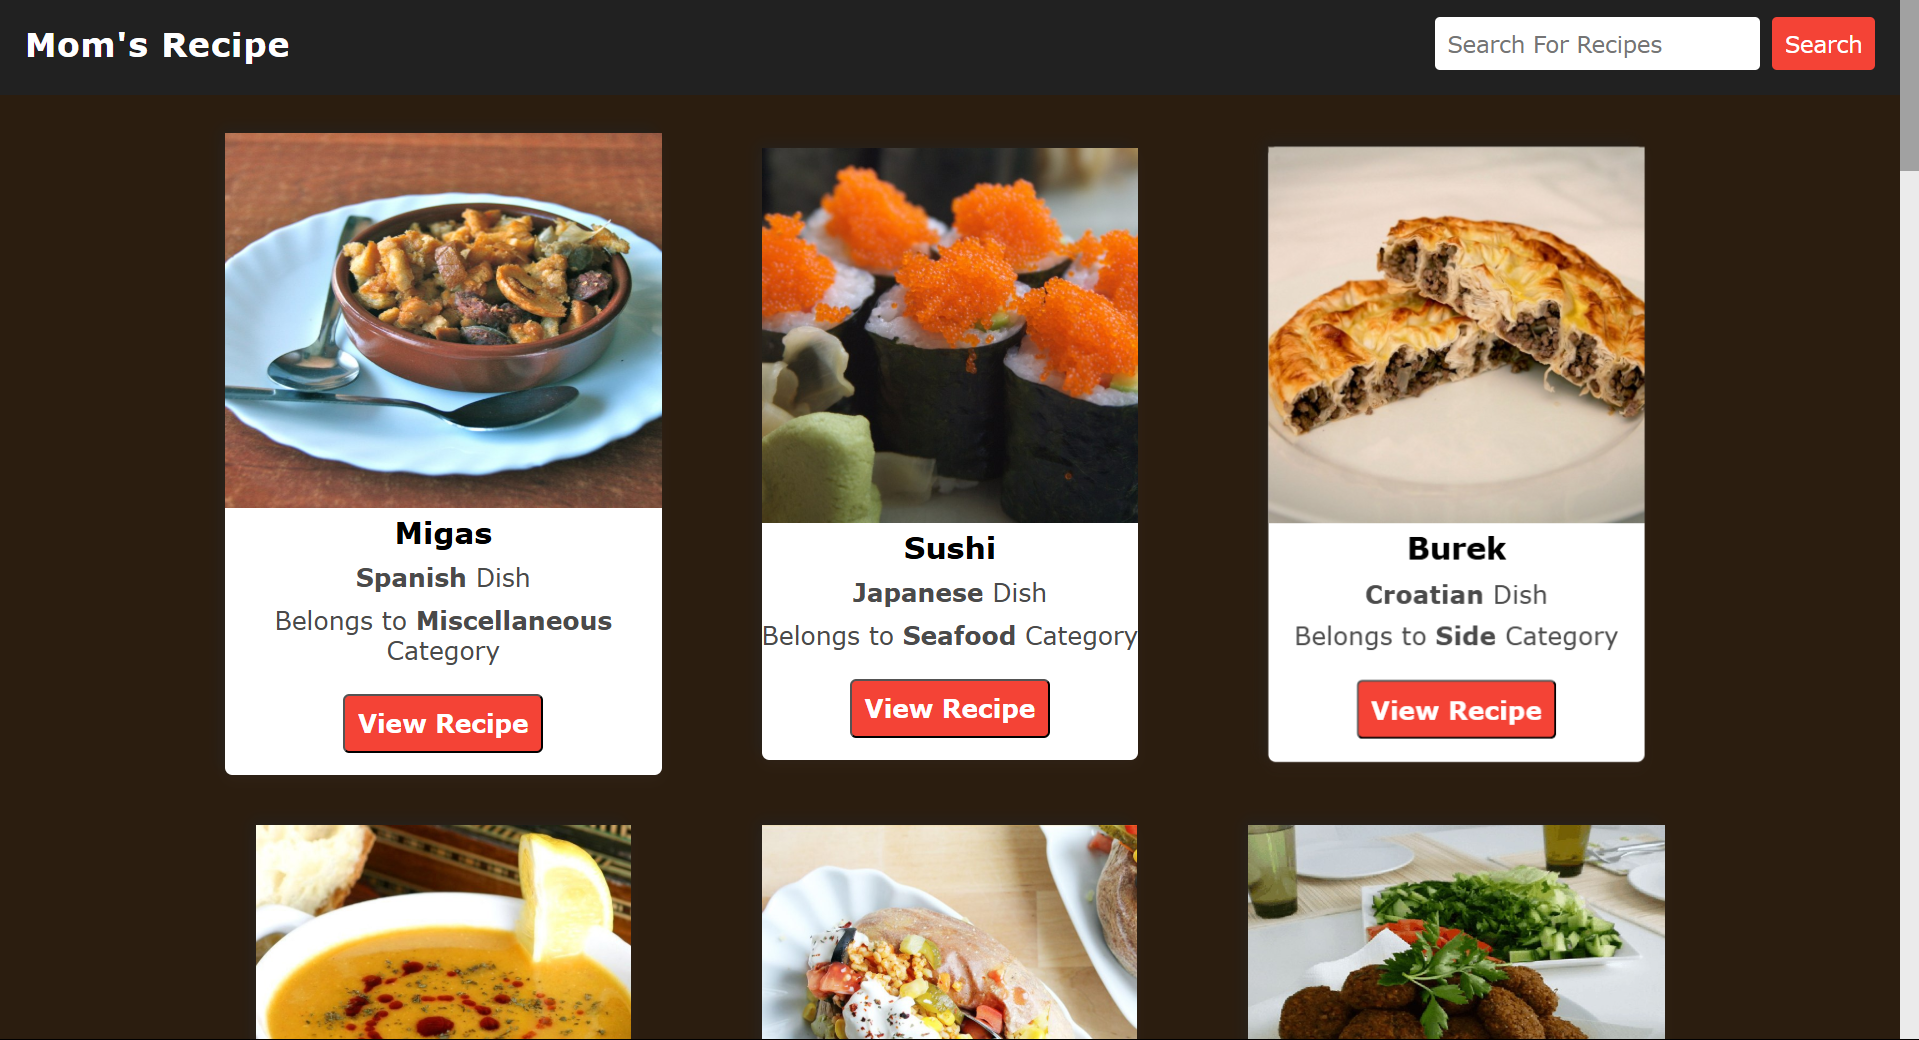 Mom's Recipe
Search For Recipes
Search
Migas
Spanish Dish
Belongs to Miscellaneous
Category
View Recipe
Sushi
Japanese Dish
Belongs to Seafood Category
View Recipe
Burek
Croatian Dish
Belongs to Side Category
View Recipe